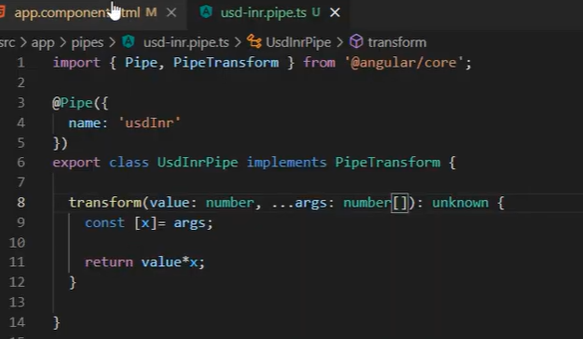 app.component.html M × usd-inr.pipe.ts U ×
src > app > pipes > usd-inr.pipe.ts > UsdInrPipe > transform
1 import { Pipe, PipeTransform } from '@angular/core';
2
3 @Pipe({
4 name: 'usdInr'
5 })
6 export class UsdInrPipe implements PipeTransform {
7
8 transform(value: number, ...args: number[]): unknown {
9 const [x]= args;
10
11 return value*x;
12 }
13
14 }